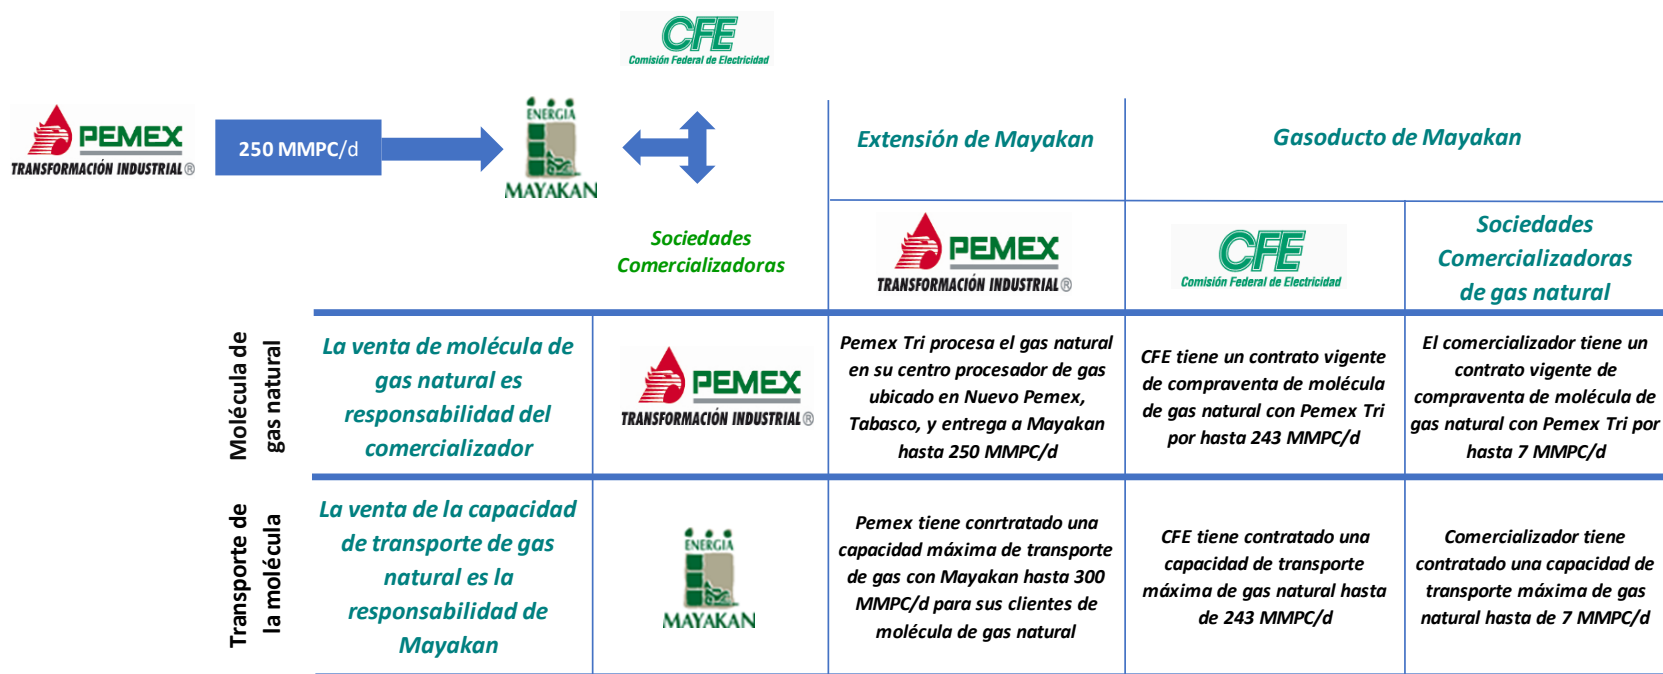 CFE
Comisión Federal de Electricidad
PEMEX
TRANSFORMACIÓN INDUSTRIAL®
250 MMPC/d
ENERGIA
MAYAKAN
Sociedades
Comercializadoras
Extensión de Mayakan
Gasoducto de Mayakan
PEMEX
TRANSFORMACIÓN INDUSTRIAL®
CFE
Comisión Federal de Electricidad
Sociedades
Comercializadoras
de gas natural
Molécula de
gas natural
La venta de molécula de
gas natural es
responsabilidad del
comercializador
PEMEX
TRANSFORMACIÓN INDUSTRIAL®
Pemex Tri procesa el gas natural
en su centro procesador de gas
ubicado en Nuevo Pemex,
Tabasco, y entrega a Mayakan
hasta 250 MMPC/d
CFE tiene un contrato vigente
de compraventa de molécula
de gas natural con Pemex Tri
por hasta 243 MMPC/d
El comercializador tiene un
contrato vigente de
compraventa de molécula de
gas natural con Pemex Tri por
hasta 7 MMPC/d
Transporte de
la molécula
La venta de la capacidad
de transporte de gas
natural es la
responsabilidad de
Mayakan
ENERGIA
MAYAKAN
Pemex tiene conrtratado una
capacidad máxima de transporte
de gas con Mayakan hasta 300
MMPC/d para sus clientes de
molécula de gas natural
CFE tiene contratado una
capacidad de transporte
máxima de gas natural hasta
de 243 MMPC/d
Comercializador tiene
contratado una capacidad de
transporte máxima de gas
natural hasta de 7 MMPC/d